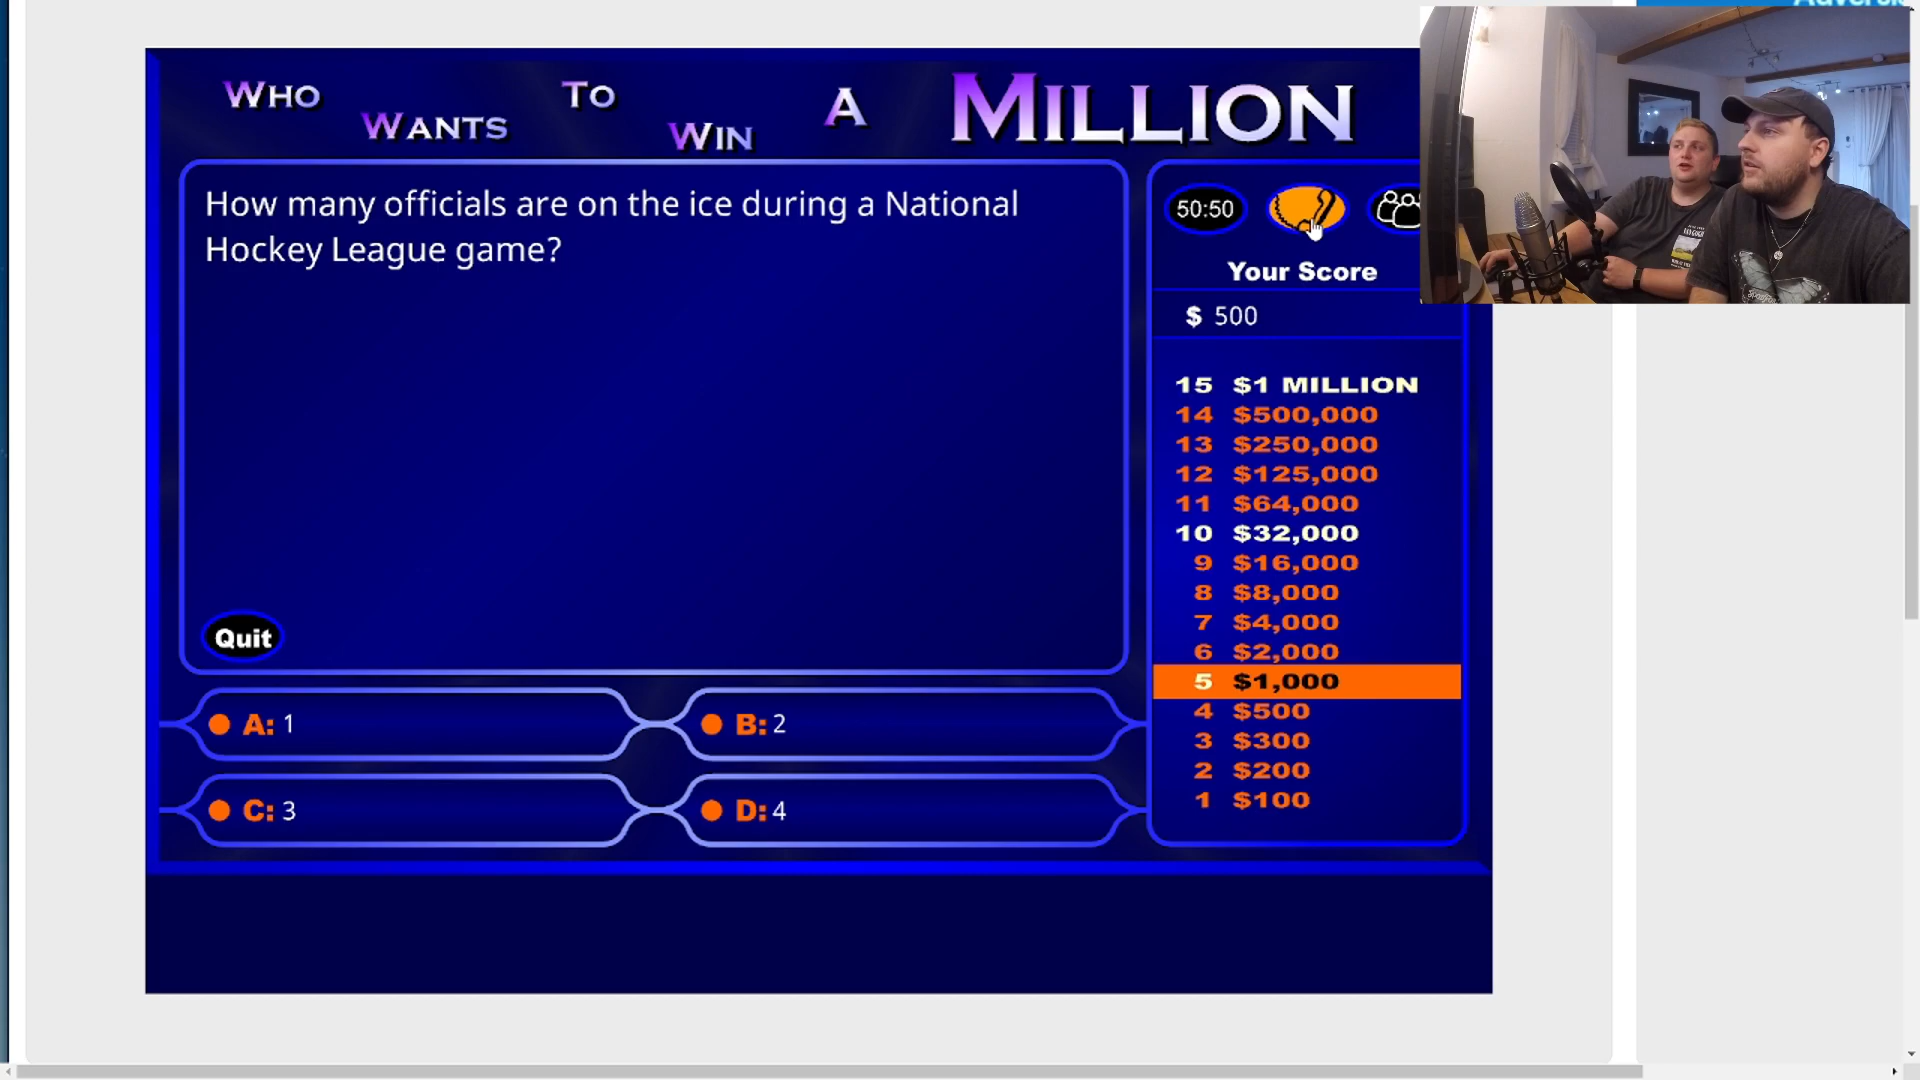 WHO WANTS TO WIN A MILLION
How many officials are on the ice during a National
Hockey League game?
50:50
Your Score
$ 500
15 $1 MILLION
14 $500,000
13 $250,000
12 $125,000
11 $64,000
10 $32,000
9 $16,000
8 $8,000
7 $4,000
6 $2,000
5 $1,000
4 $500
3 $300
2 $200
1 $100
Quit
A: 1
B: 2
C: 3
D: 4